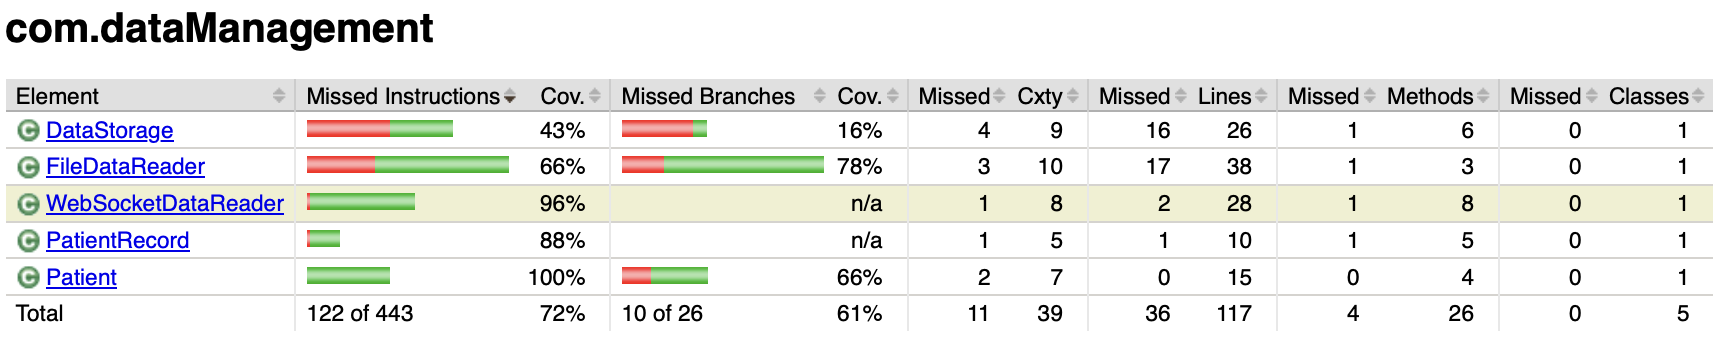 com.dataManagement
Element Missed Instructions Cov. Missed Branches Cov. Missed Cxty Missed Lines Missed Methods Missed Classes
C DataStorage 43% 16% 4 9 16 26 1 6 0 1
C FileDataReader 66% 78% 3 10 17 38 1 3 0 1
C WebSocketDataReader 96% n/a 1 8 2 28 1 8 0 1
C PatientRecord 88% n/a 1 5 1 10 1 5 0 1
C Patient 100% 66% 2 7 0 15 0 4 0 1
Total 122 of 443 72% 10 of 26 61% 11 39 36 117 4 26 0 5